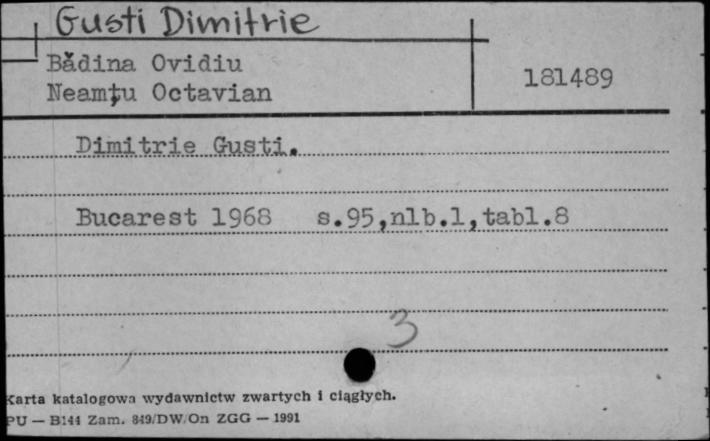 Gusti Dimitrie
Bădina Ovidiu
Neamţu Octavian
181489
Dimitrie Gusti.
Bucarest 1968 s.95,nlb.1,tabl.8
3
Karta katalogowa wydawnictw zwartych i ciągłych.
PU — B144 Zam. 849/DW/On ZGG — 1991